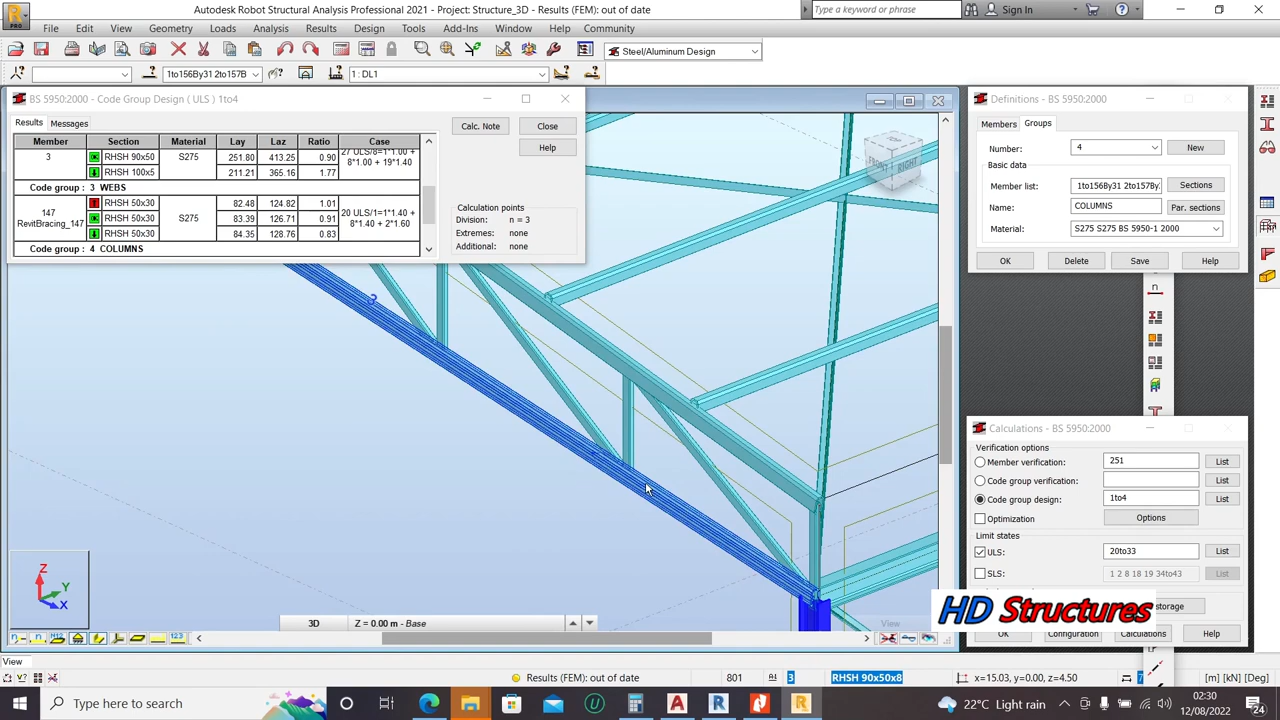 Autodesk Robot Structural Analysis Professional 2021 - Project: Structure_3D - Results (FEM): out of date
Type a keyword or phrase
Sign In
PRO
File Edit View Geometry Loads Analysis Results Design Tools Add-Ins Window Help Community
Steel/Aluminum Design
1to156By31 2to157B
1 : DL1
BS 5950:2000 - Code Group Design ( ULS ) 1to4
Results Messages
Calc. Note Close
Help
Member Section Material Lay Laz Ratio Case
3 RHSH 90x50 S275 251.80 413.25 0.90 27 ULS/8=1*1.00 + 8*1.00 + 19*1.40
RHSH 100x5 211.21 365.16 1.77
Code group : 3 WEBS
147 RevitBracing_147 RHSH 50x30 S275 82.48 124.82 1.01 20 ULS/1=1*1.40 + 8*1.40 + 2*1.60
RHSH 50x30 83.39 126.71 0.91
RHSH 50x30 84.35 128.76 0.83
Code group : 4 COLUMNS
Calculation points
Division: n = 3
Extremes: none
Additional: none
FRONT RIGHT
Definitions - BS 5950:2000
Members Groups
Number: 4 New
Basic data
Member list: 1to156By31 2to157By. Sections
Name: COLUMNS Par. sections
Material: S275 S275 BS 5950-1 2000
OK Delete Save Help
n
3
Calculations - BS 5950:2000
Verification options
Member verification: 251 List
Code group verification: List
Code group design: 1to4 List
Optimization Options
Limit states
ULS: 20to33 List
SLS: 1 2 8 18 19 34to43 List
storage
HD Structures
OK Configuration Calculations Help
Z
Y
X
3D Z = 0.00 m - Base
View
View
Results (FEM): out of date 801 3 RHSH 90x50x8 x=15.03, y=0.00, z=4.50 [m] [kN] [Deg]
Type here to search
22°C Light rain
02:30
12/08/2022
24